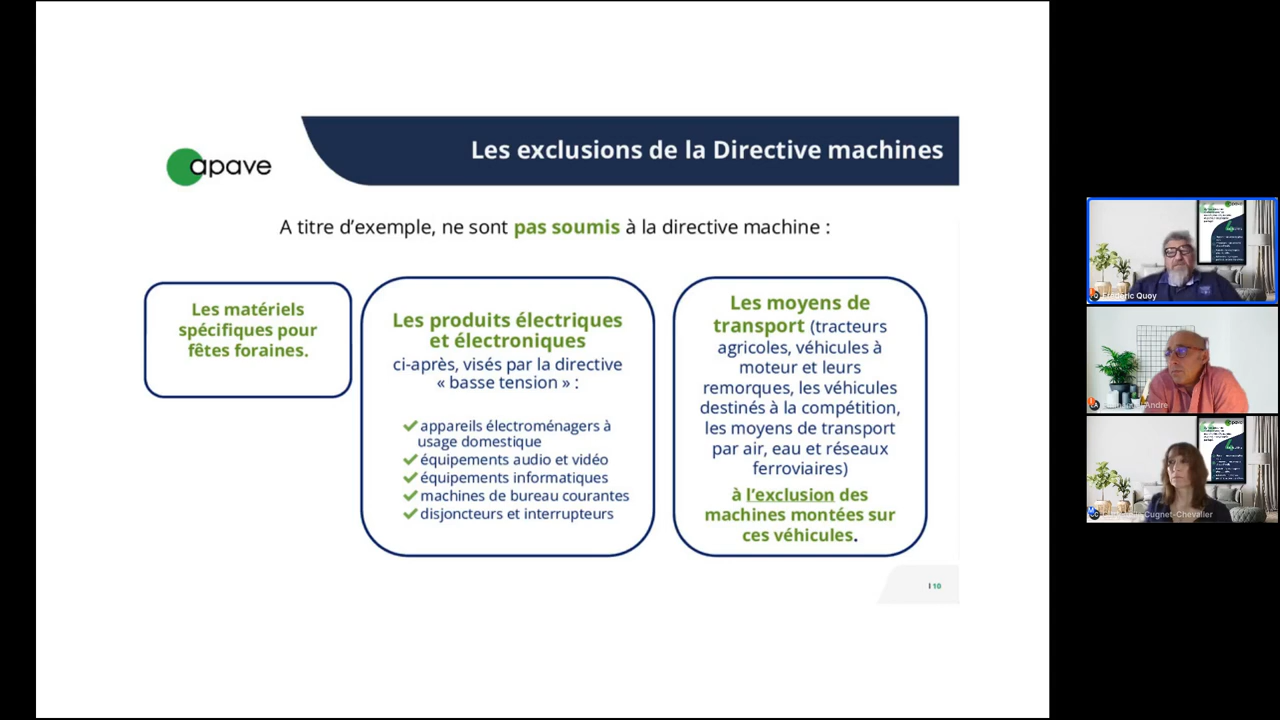 apave
Les exclusions de la Directive machines
A titre d’exemple, ne sont pas soumis à la directive machine :
Les matériels
spécifiques pour
fêtes foraines.
Les produits électriques
et électroniques
ci-après, visés par la directive
« basse tension » :
appareils électroménagers à
usage domestique
équipements audio et vidéo
équipements informatiques
machines de bureau courantes
disjoncteurs et interrupteurs
Les moyens de
transport (tracteurs
agricoles, véhicules à
moteur et leurs
remorques, les véhicules
destinés à la compétition,
les moyens de transport
par air, eau et réseaux
ferroviaires)
à l’exclusion des
machines montées sur
ces véhicules.
I 10
Quoy
Andre
Cugnet-Chevalier